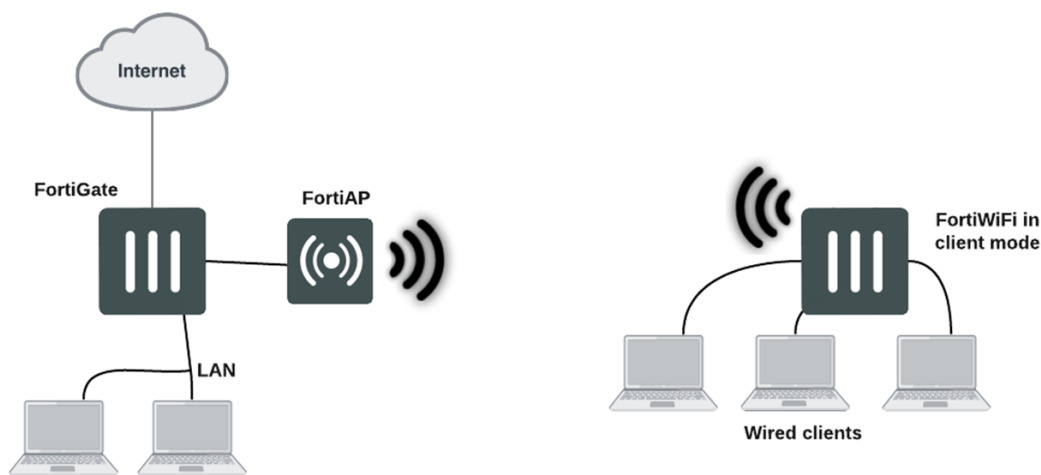 Internet
FortiGate
FortiAP
LAN
FortiWiFi in
client mode
Wired clients